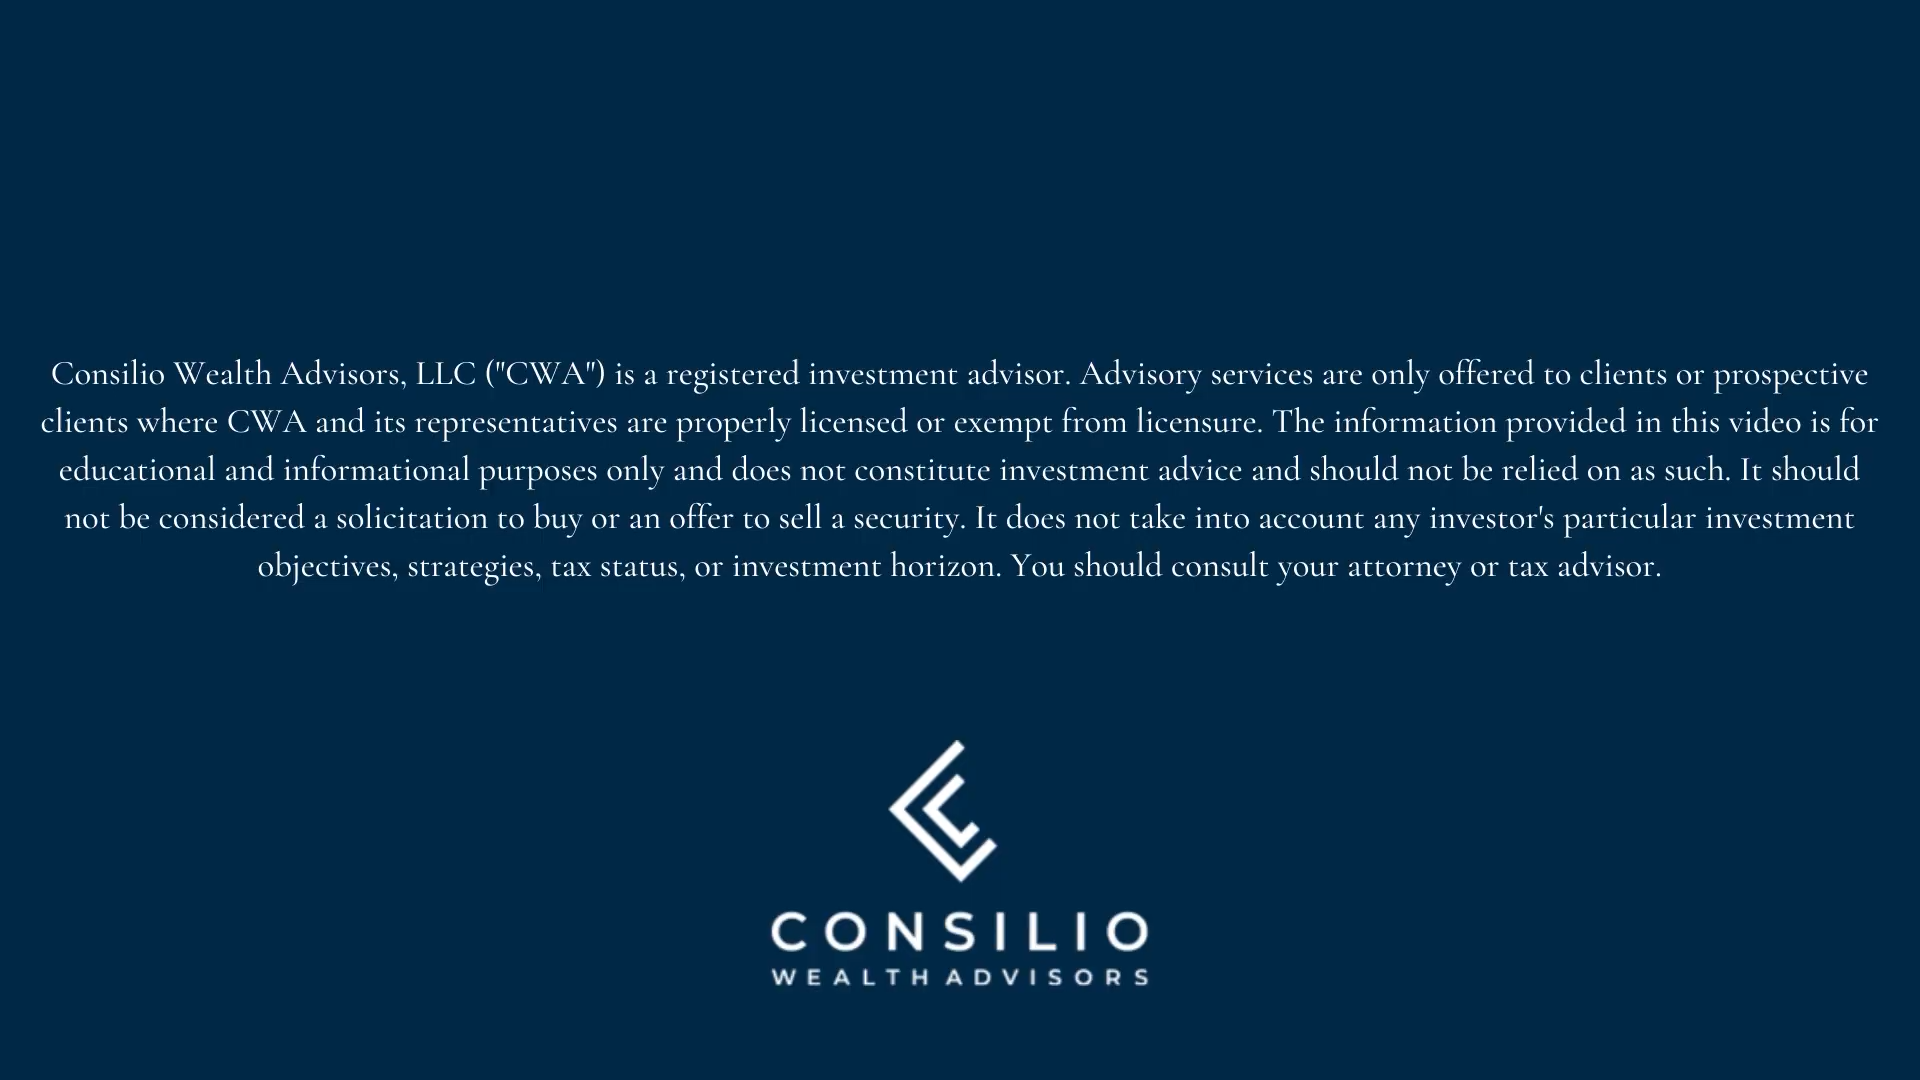 Consilio Wealth Advisors, LLC ("CWA") is a registered investment advisor. Advisory services are only offered to clients or prospective
clients where CWA and its representatives are properly licensed or exempt from licensure. The information provided in this video is for
educational and informational purposes only and does not constitute investment advice and should not be relied on as such. It should
not be considered a solicitation to buy or an offer to sell a security. It does not take into account any investor's particular investment
objectives, strategies, tax status, or investment horizon. You should consult your attorney or tax advisor.
CONSILIO
WEALTH ADVISORS